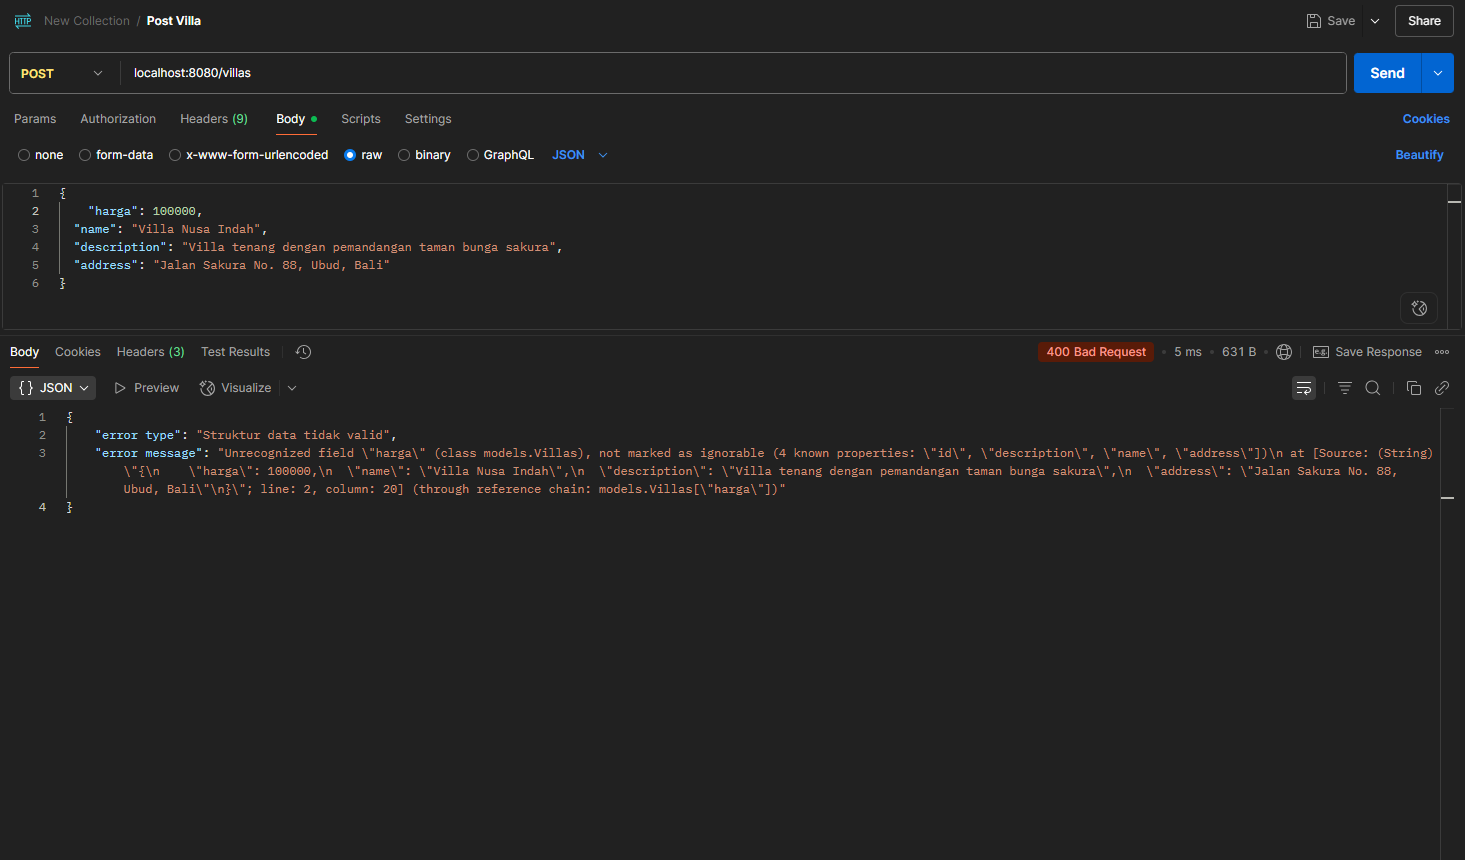 HTTP New Collection / Post Villa Save Share
POST localhost:8080/villas Send
Params Authorization Headers (9) Body Scripts Settings Cookies
none form-data x-www-form-urlencoded raw binary GraphQL JSON Beautify
1 {
2 "harga": 100000,
3 "name": "Villa Nusa Indah",
4 "description": "Villa tenang dengan pemandangan taman bunga sakura",
5 "address": "Jalan Sakura No. 88, Ubud, Bali"
6 }
Body Cookies Headers (3) Test Results 400 Bad Request • 5 ms • 631 B • e.g. Save Response
{} JSON Preview Visualize
1 {
2 "error type": "Struktur data tidak valid",
3 "error message": "Unrecognized field \"harga\" (class models.Villas), not marked as ignorable (4 known properties: \"id\", \"description\", \"name\", \"address\"])\n at [Source: (String)
\"{\n    \"harga\": 100000,\n  \"name\": \"Villa Nusa Indah\",\n  \"description\": \"Villa tenang dengan pemandangan taman bunga sakura\",\n  \"address\": \"Jalan Sakura No. 88,
Ubud, Bali\"\n}\"; line: 2, column: 20] (through reference chain: models.Villas[\"harga\"])"
4 }